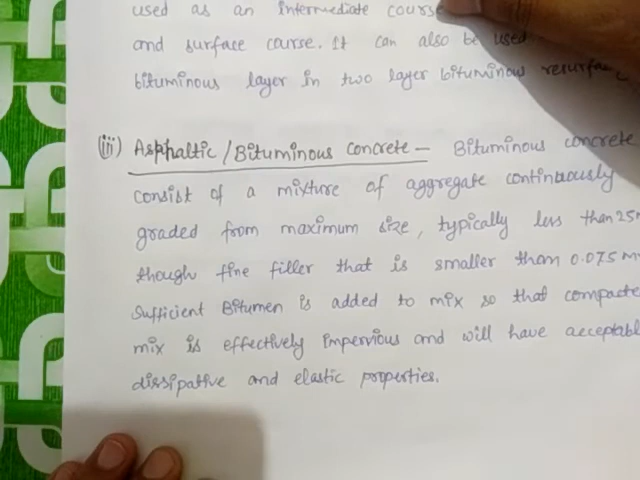 used as an intermediate course
and surface course. It can also be used
bituminous layer in two layer bituminous resurfac
(iii) Asphaltic / Bituminous concrete - Bituminous concrete
consist of a mixture of aggregate continuously
graded from maximum size, typically less than 25m
though fine filler that is smaller than 0.075 m
Sufficient Bitumen is added to mix so that compacte
mix is effectively impervious and will have acceptabl
dissipative and elastic properties.